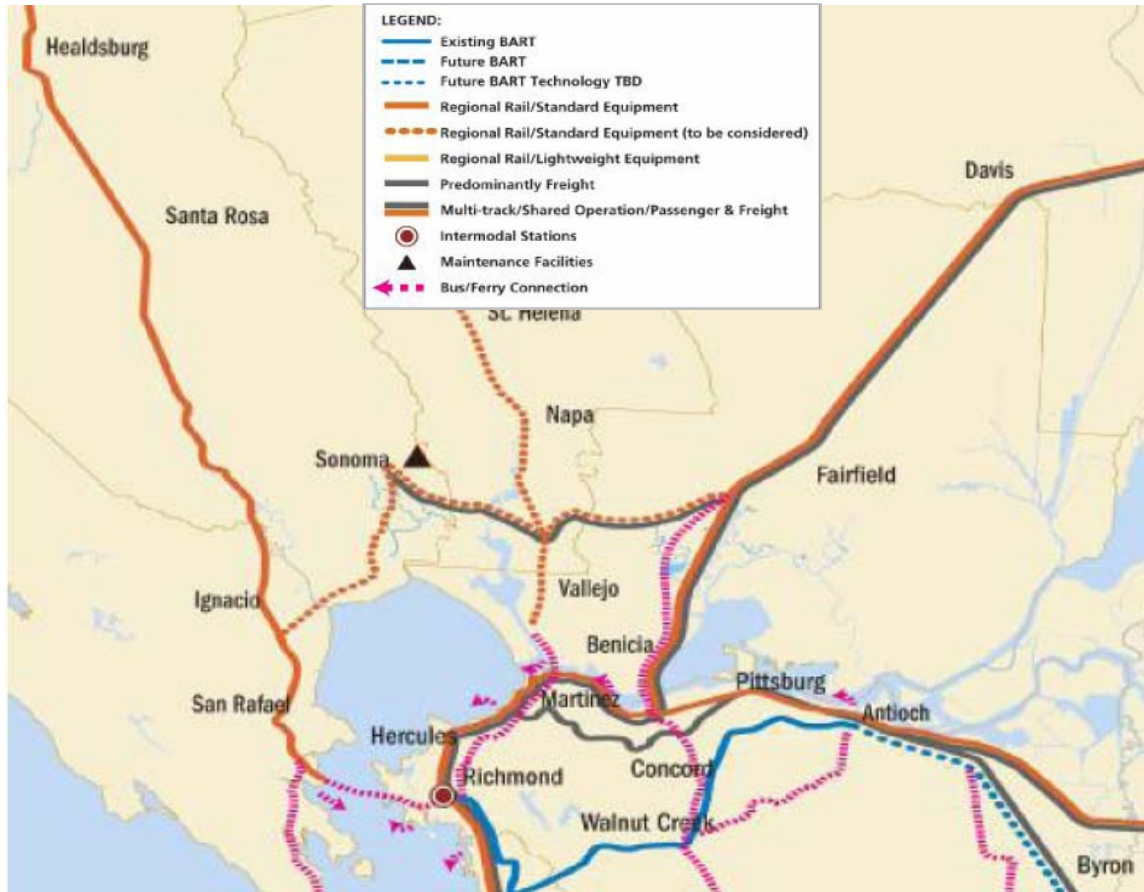 LEGEND:
Existing BART
Future BART
Future BART Technology TBD
Regional Rail/Standard Equipment
Regional Rail/Standard Equipment (to be considered)
Regional Rail/Lightweight Equipment
Predominantly Freight
Multi-track/Shared Operation/Passenger & Freight
Intermodal Stations
Maintenance Facilities
Bus/Ferry Connection
Healdsburg
Davis
Santa Rosa
St. Helena
Napa
Sonoma
Fairfield
Vallejo
Ignacio
Benicia
Pittsburg
San Rafael
Martinez
Antioch
Hercules
Richmond
Concord
Walnut Creek
Byron